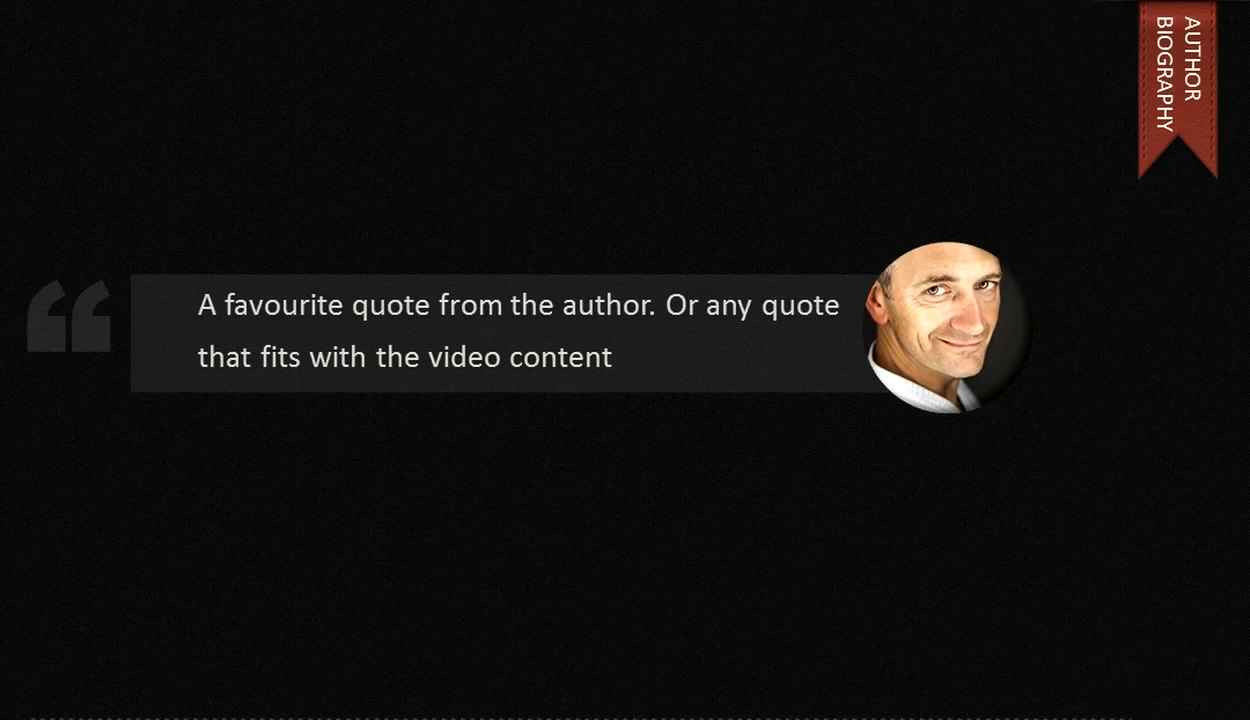 AUTHOR
BIOGRAPHY
A favourite quote from the author. Or any quote
that fits with the video content